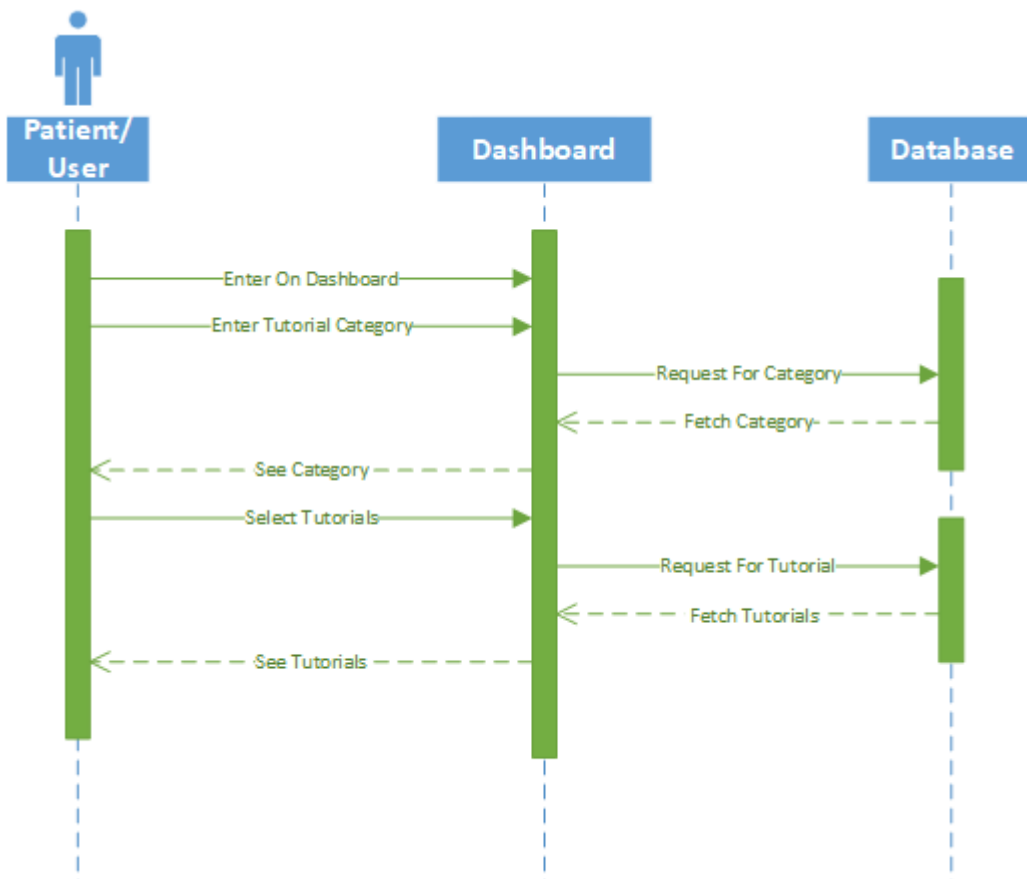 Patient/
User
Dashboard
Database
Enter On Dashboard
Enter Tutorial Category
Request For Category
Fetch Category
See Category
Select Tutorials
Request For Tutorial
Fetch Tutorials
See Tutorials